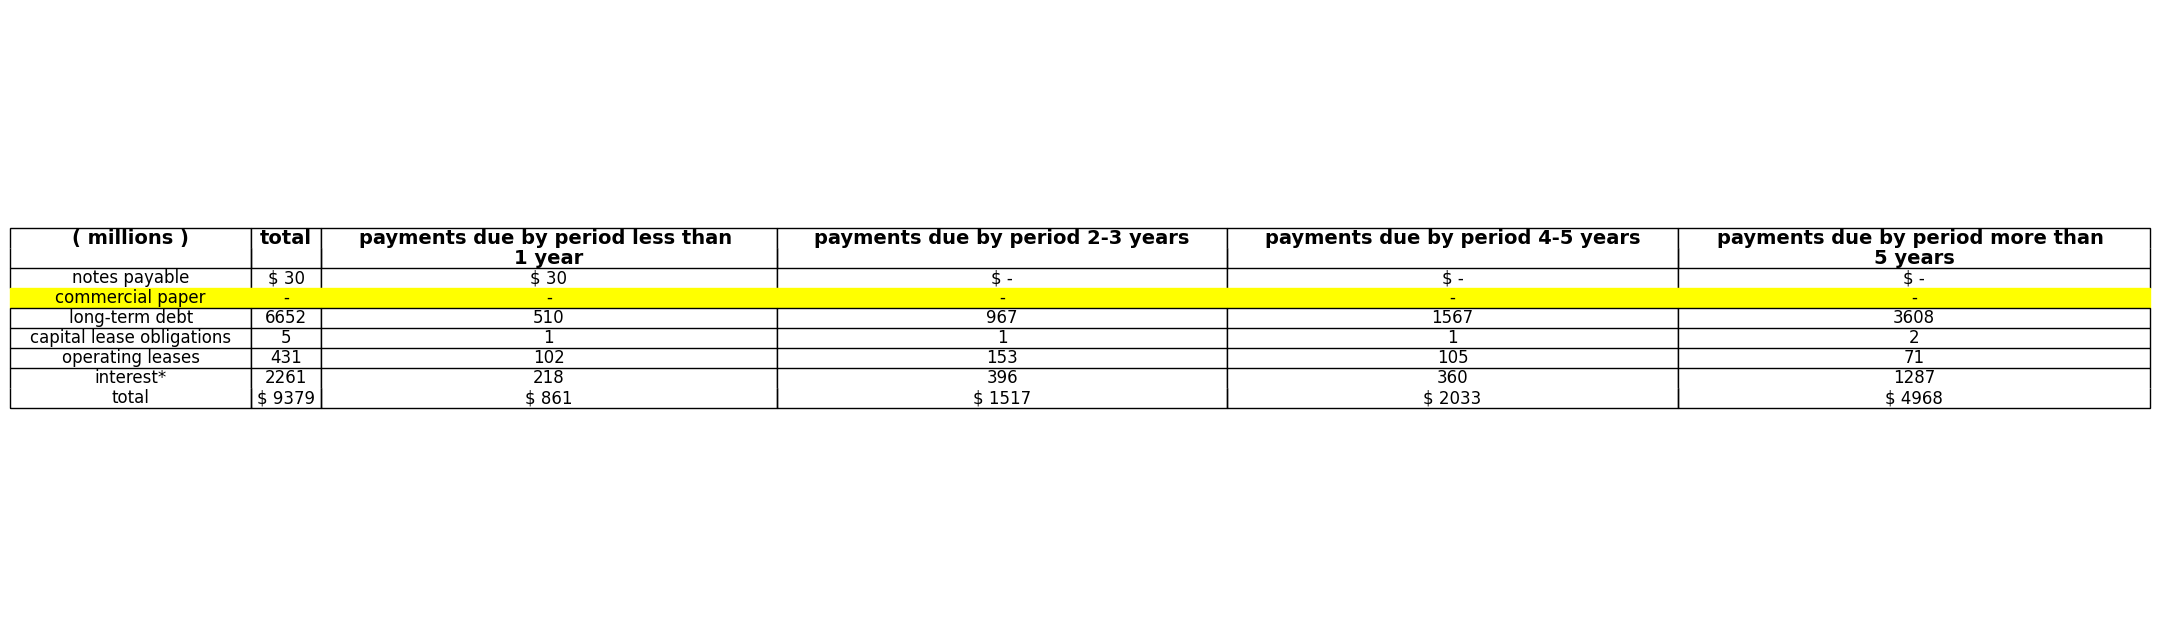 ( millions ) total payments due by period less than 1 year payments due by period 2-3 years payments due by period 4-5 years payments due by period more than 5 years
notes payable $ 30 $ 30 $ - $ - $ -
commercial paper - - - - -
long-term debt 6652 510 967 1567 3608
capital lease obligations 5 1 1 1 2
operating leases 431 102 153 105 71
interest* 2261 218 396 360 1287
total $ 9379 $ 861 $ 1517 $ 2033 $ 4968